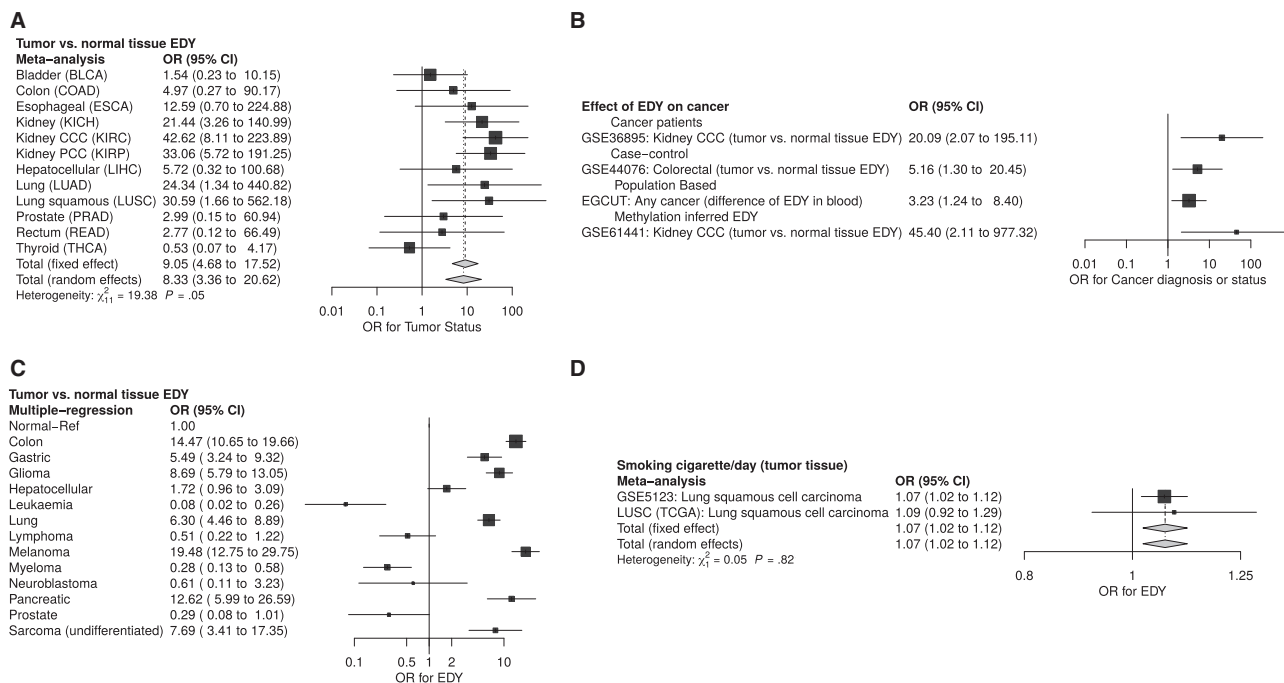 A
Tumor vs. normal tissue EDY
Meta−analysis OR (95% CI)
Bladder (BLCA) 1.54 (0.23 to 10.15)
Colon (COAD) 4.97 (0.27 to 90.17)
Esophageal (ESCA) 12.59 (0.70 to 224.88)
Kidney (KICH) 21.44 (3.26 to 140.99)
Kidney CCC (KIRC) 42.62 (8.11 to 223.89)
Kidney PCC (KIRP) 33.06 (5.72 to 191.25)
Hepatocellular (LIHC) 5.72 (0.32 to 100.68)
Lung (LUAD) 24.34 (1.34 to 440.82)
Lung squamous (LUSC) 30.59 (1.66 to 562.18)
Prostate (PRAD) 2.99 (0.15 to 60.94)
Rectum (READ) 2.77 (0.12 to 66.49)
Thyroid (THCA) 0.53 (0.07 to 4.17)
Total (fixed effect) 9.05 (4.68 to 17.52)
Total (random effects) 8.33 (3.36 to 20.62)
Heterogeneity: χ²₁₁ = 19.38 P = .05
0.01 0.1 1 10 100
OR for Tumor Status
B
Effect of EDY on cancer OR (95% CI)
Cancer patients
GSE36895: Kidney CCC (tumor vs. normal tissue EDY) 20.09 (2.07 to 195.11)
Case−control
GSE44076: Colorectal (tumor vs. normal tissue EDY) 5.16 (1.30 to 20.45)
Population Based
EGCUT: Any cancer (difference of EDY in blood) 3.23 (1.24 to 8.40)
Methylation inferred EDY
GSE61441: Kidney CCC (tumor vs. normal tissue EDY) 45.40 (2.11 to 977.32)
0.01 0.10 1 10 100
OR for Cancer diagnosis or status
C
Tumor vs. normal tissue EDY
Multiple−regression OR (95% CI)
Normal−Ref 1.00
Colon 14.47 (10.65 to 19.66)
Gastric 5.49 ( 3.24 to 9.32)
Glioma 8.69 ( 5.79 to 13.05)
Hepatocellular 1.72 ( 0.96 to 3.09)
Leukaemia 0.08 ( 0.02 to 0.26)
Lung 6.30 ( 4.46 to 8.89)
Lymphoma 0.51 ( 0.22 to 1.22)
Melanoma 19.48 (12.75 to 29.75)
Myeloma 0.28 ( 0.13 to 0.58)
Neuroblastoma 0.61 ( 0.11 to 3.23)
Pancreatic 12.62 ( 5.99 to 26.59)
Prostate 0.29 ( 0.08 to 1.01)
Sarcoma (undifferentiated) 7.69 ( 3.41 to 17.35)
0.1 0.5 1 2 10
OR for EDY
D
Smoking cigarette/day (tumor tissue)
Meta−analysis OR (95% CI)
GSE5123: Lung squamous cell carcinoma 1.07 (1.02 to 1.12)
LUSC (TCGA): Lung squamous cell carcinoma 1.09 (0.92 to 1.29)
Total (fixed effect) 1.07 (1.02 to 1.12)
Total (random effects) 1.07 (1.02 to 1.12)
Heterogeneity: χ²₁ = 0.05 P = .82
0.8 1 1.25
OR for EDY